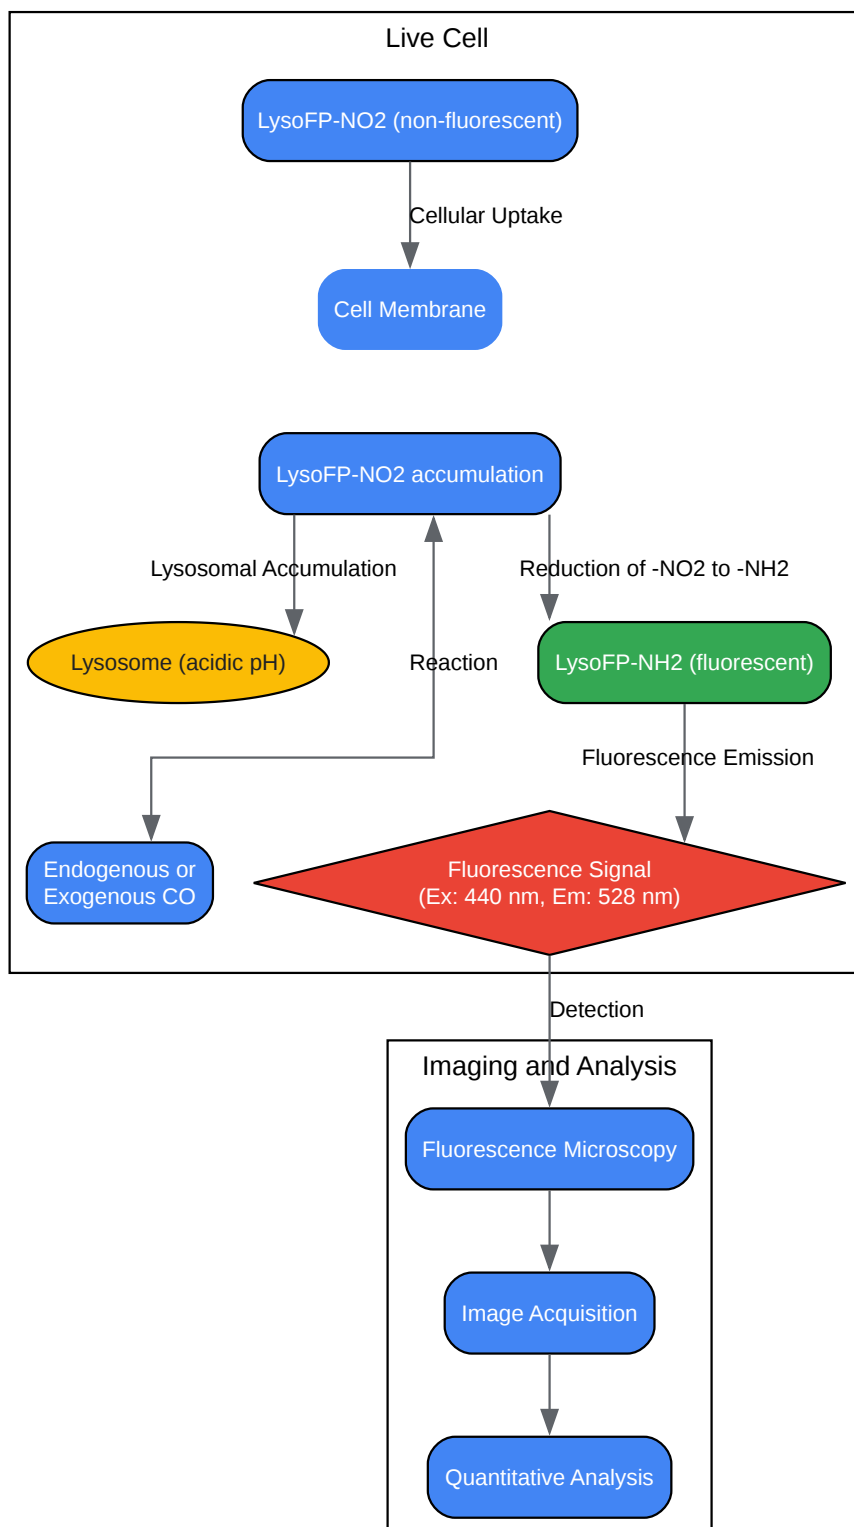 Live Cell
LysoFP-NO2 (non-fluorescent)
Cellular Uptake
Cell Membrane
LysoFP-NO2 accumulation
Lysosomal Accumulation
Reduction of -NO2 to -NH2
Lysosome (acidic pH)
Reaction
LysoFP-NH2 (fluorescent)
Fluorescence Emission
Endogenous or
Exogenous CO
Fluorescence Signal
(Ex: 440 nm, Em: 528 nm)
Detection
Imaging and Analysis
Fluorescence Microscopy
Image Acquisition
Quantitative Analysis